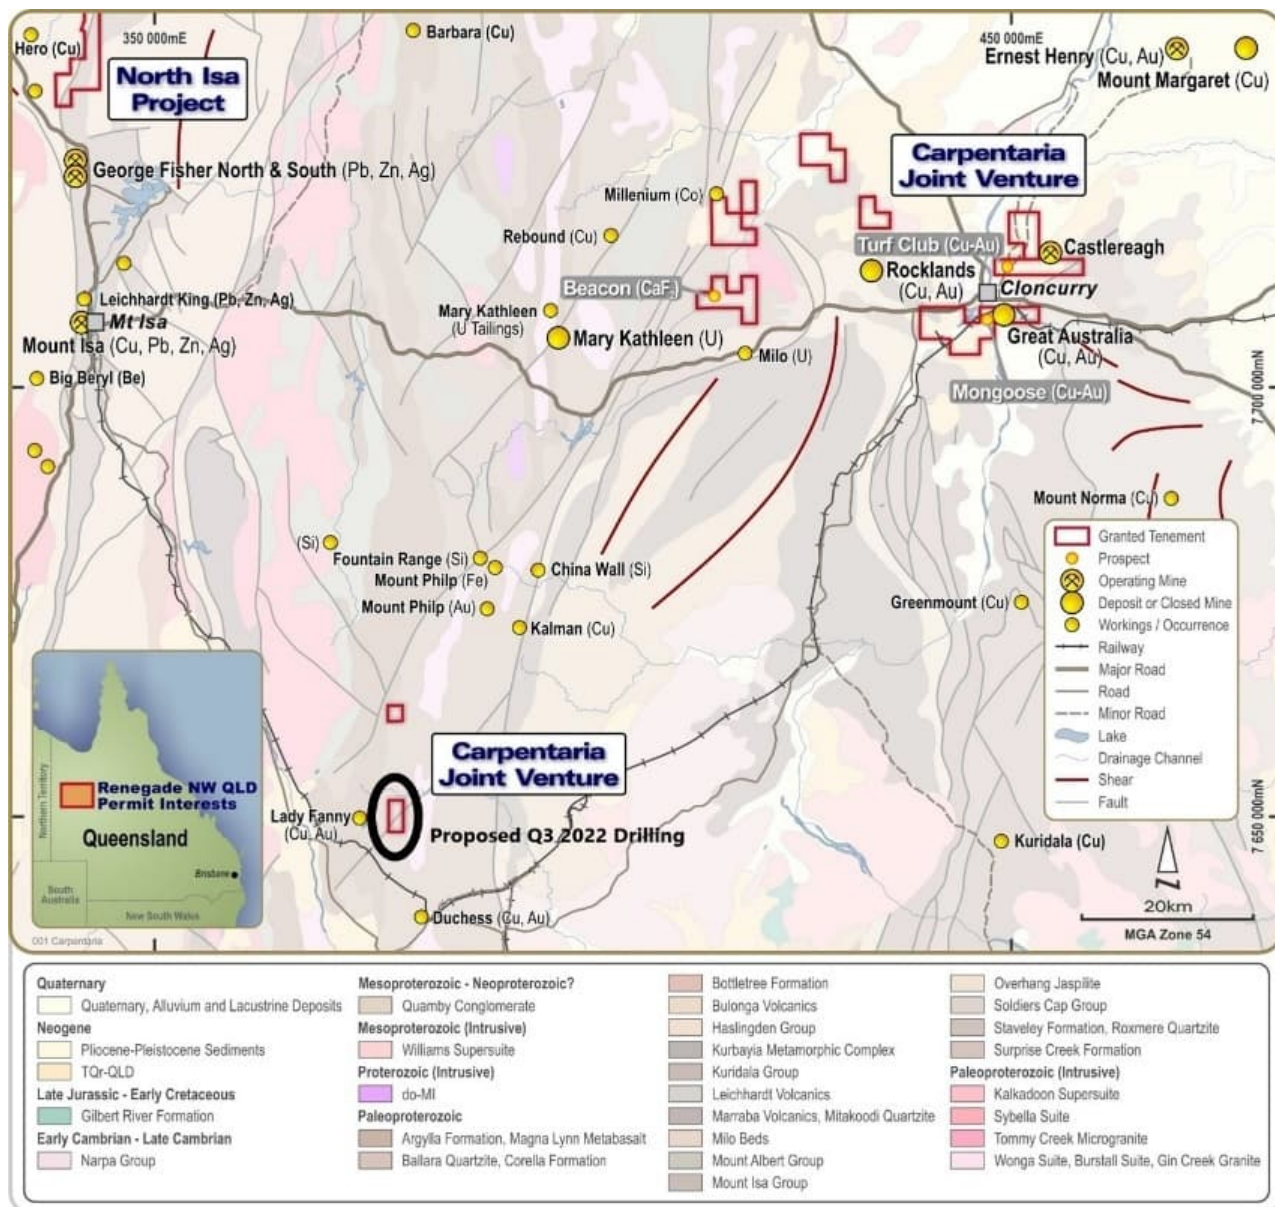 350 000mE
450 000mE
Hero (Cu)
Barbara (Cu)
Ernest Henry (Cu, Au)
Mount Margaret (Cu)
North Isa
Project
Carpentaria
Joint Venture
George Fisher North & South (Pb, Zn, Ag)
Millenium (Co)
Rebound (Cu)
Turf Club (Cu-Au)
Castlereagh
Rocklands
(Cu, Au)
Cloncurry
Beacon (CaF₂)
Leichhardt King (Pb, Zn, Ag)
Mary Kathleen
(U Tailings)
Mt Isa
Mount Isa (Cu, Pb, Zn, Ag)
Mary Kathleen (U)
Milo (U)
Great Australia
(Cu, Au)
Big Beryl (Be)
Mongoose (Cu-Au)
7 700 000mN
Mount Norma (Cu)
(Si)
Fountain Range (Si)
Mount Philp (Fe)
China Wall (Si)
Mount Philp (Au)
Kalman (Cu)
Greenmount (Cu)
Granted Tenement
Prospect
Operating Mine
Deposit or Closed Mine
Workings / Occurrence
Railway
Major Road
Road
Minor Road
Lake
Drainage Channel
Shear
Fault
Carpentaria
Joint Venture
Lady Fanny
(Cu, Au)
Proposed Q3 2022 Drilling
Kuridala (Cu)
7 650 000mN
Duchess (Cu, Au)
Northern Territory
Renegade NW QLD
Permit Interests
Queensland
Brisbane
South
Australia
New South Wales
001 Carpentaria
N
20km
MGA Zone 54
Quaternary
Quaternary, Alluvium and Lacustrine Deposits
Neogene
Pliocene-Pleistocene Sediments
TQr-QLD
Late Jurassic - Early Cretaceous
Gilbert River Formation
Early Cambrian - Late Cambrian
Narpa Group
Mesoproterozoic - Neoproterozoic?
Quamby Conglomerate
Mesoproterozoic (Intrusive)
Williams Supersuite
Proterozoic (Intrusive)
do-MI
Paleoproterozoic
Argylla Formation, Magna Lynn Metabasalt
Ballara Quartzite, Corella Formation
Bottletree Formation
Bulonga Volcanics
Haslingden Group
Kurbayia Metamorphic Complex
Kuridala Group
Leichhardt Volcanics
Marraba Volcanics, Mitakoodi Quartzite
Milo Beds
Mount Albert Group
Mount Isa Group
Overhang Jaspilite
Soldiers Cap Group
Staveley Formation, Roxmere Quartzite
Surprise Creek Formation
Paleoproterozoic (Intrusive)
Kalkadoon Supersuite
Sybella Suite
Tommy Creek Microgranite
Wonga Suite, Burstall Suite, Gin Creek Granite